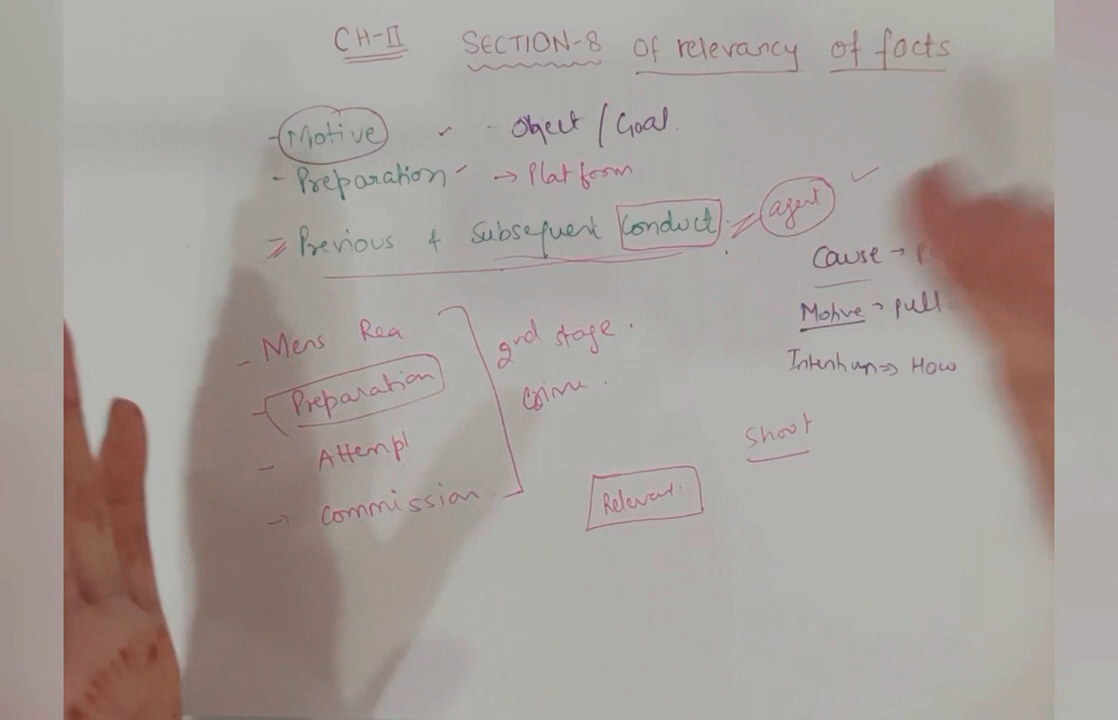 CH-II SECTION-8 Of relevancy of facts
- Motive ✓ - Object / Goal.
- Preparation → Platform
Previous & Subsequent Conduct. agent ✓
Cause →
Motive → pull
Intention ⇒ How
- Mens Rea
- Preparation
- Attempt
→ Commission
2nd stage.
crime.
Shoot
Relevant.